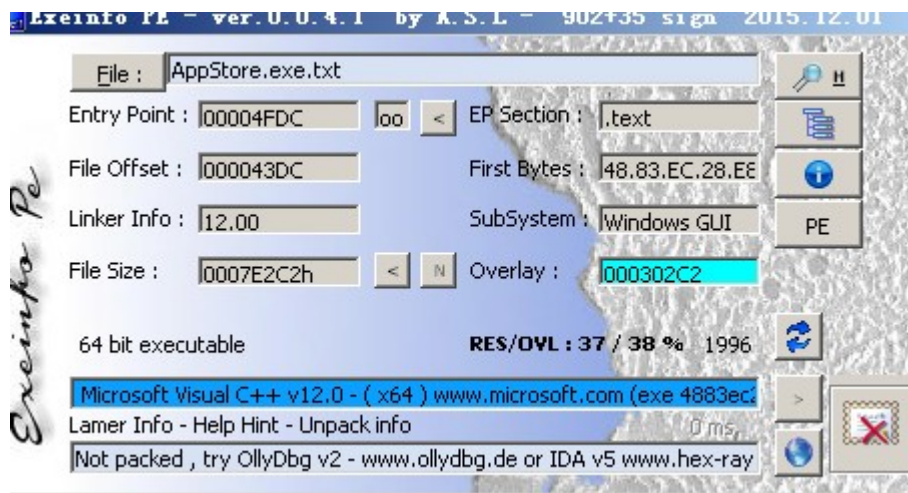 Exeinfo PE - ver.0.0.4.1 by A.S.L - 902+35 sign 2015.12.01
File : AppStore.exe.txt
Entry Point : 00004FDC oo < EP Section : .text
File Offset : 000043DC First Bytes : 48.83.EC.28.E8
Linker Info : 12.00 SubSystem : Windows GUI PE
File Size : 0007E2C2h < N Overlay : 000302C2
64 bit executable RES/OVL : 37 / 38 % 1996
Microsoft Visual C++ v12.0 - ( x64 ) www.microsoft.com (exe 4883ec2 >
Lamer Info - Help Hint - Unpack info 0 ms.
Not packed , try OllyDbg v2 - www.ollydbg.de or IDA v5 www.hex-ray
Exeinfo Pe